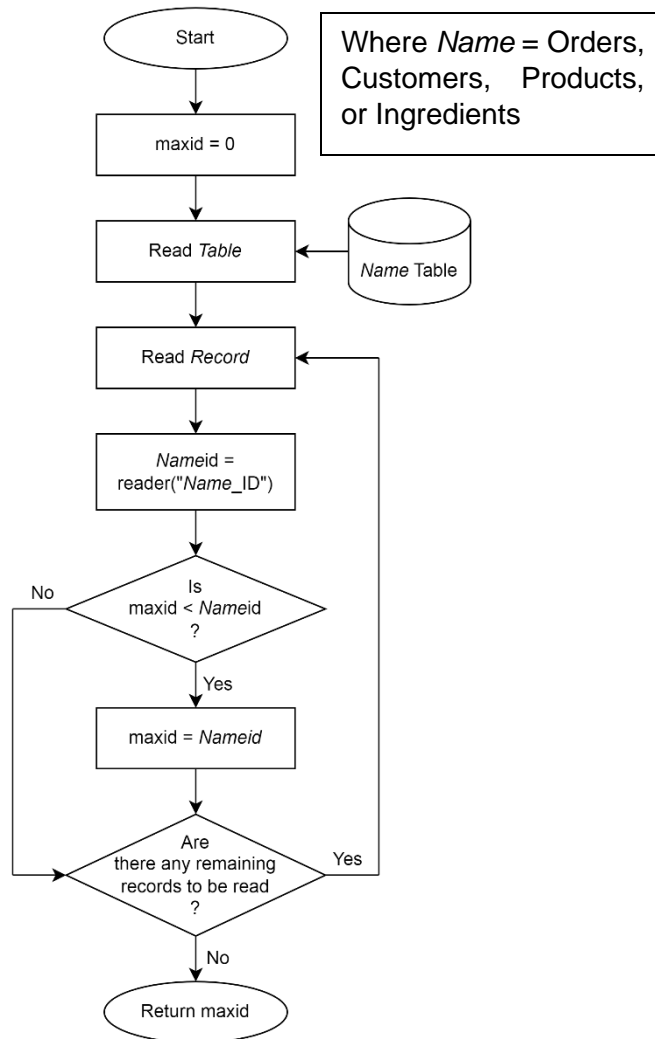 Start
Where Name = Orders,
Customers, Products,
or Ingredients
maxid = 0
Read Table
Name Table
Read Record
Nameid =
reader("Name_ID")
Is
maxid < Nameid
?
No
Yes
maxid = Nameid
Are
there any remaining
records to be read
?
Yes
No
Return maxid